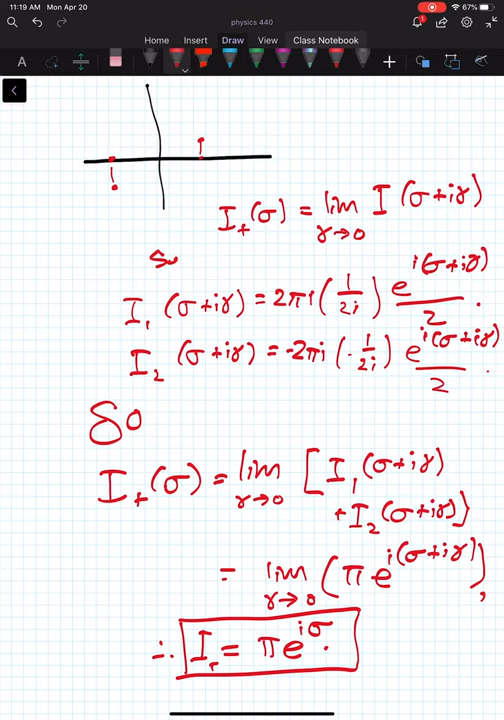 11:19 AM Mon Apr 20
67%
physics 440
Home Insert Draw View Class Notebook
I₊(σ) = lim γ→0 I(σ+iγ)
So
I₁(σ+iγ) = 2πi(1/2i) e^{i(σ+iγ)}/2.
I₂(σ+iγ) = -2πi(-1/2i) e^{i(σ+iγ)}/2.
So
I₊(σ) = lim γ→0 [I₁(σ+iγ)
+I₂(σ+iγ)]
= lim γ→0 (πe^{i(σ+iγ)}),
∴ I₊ = πe^{iσ}.